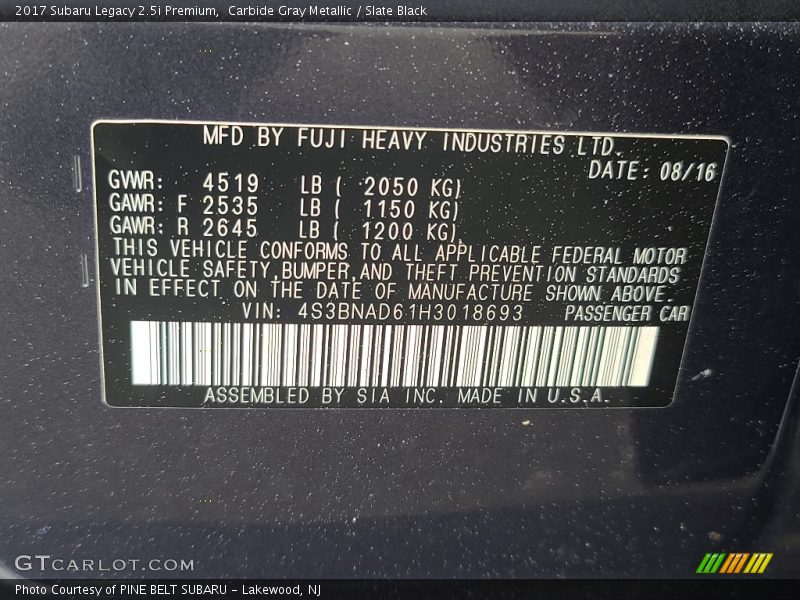 2017 Subaru Legacy 2.5i Premium,  Carbide Gray Metallic / Slate Black
MFD BY FUJI HEAVY INDUSTRIES LTD.
DATE: 08/16
GVWR: 4519 LB ( 2050 KG)
GAWR: F 2535 LB ( 1150 KG)
GAWR: R 2645 LB ( 1200 KG)
THIS VEHICLE CONFORMS TO ALL APPLICABLE FEDERAL MOTOR
VEHICLE SAFETY,BUMPER,AND THEFT PREVENTION STANDARDS
IN EFFECT ON THE DATE OF MANUFACTURE SHOWN ABOVE.
VIN: 4S3BNAD61H3018693 PASSENGER CAR
ASSEMBLED BY SIA INC. MADE IN U.S.A.
GTCARLOT.COM
Photo Courtesy of PINE BELT SUBARU - Lakewood, NJ